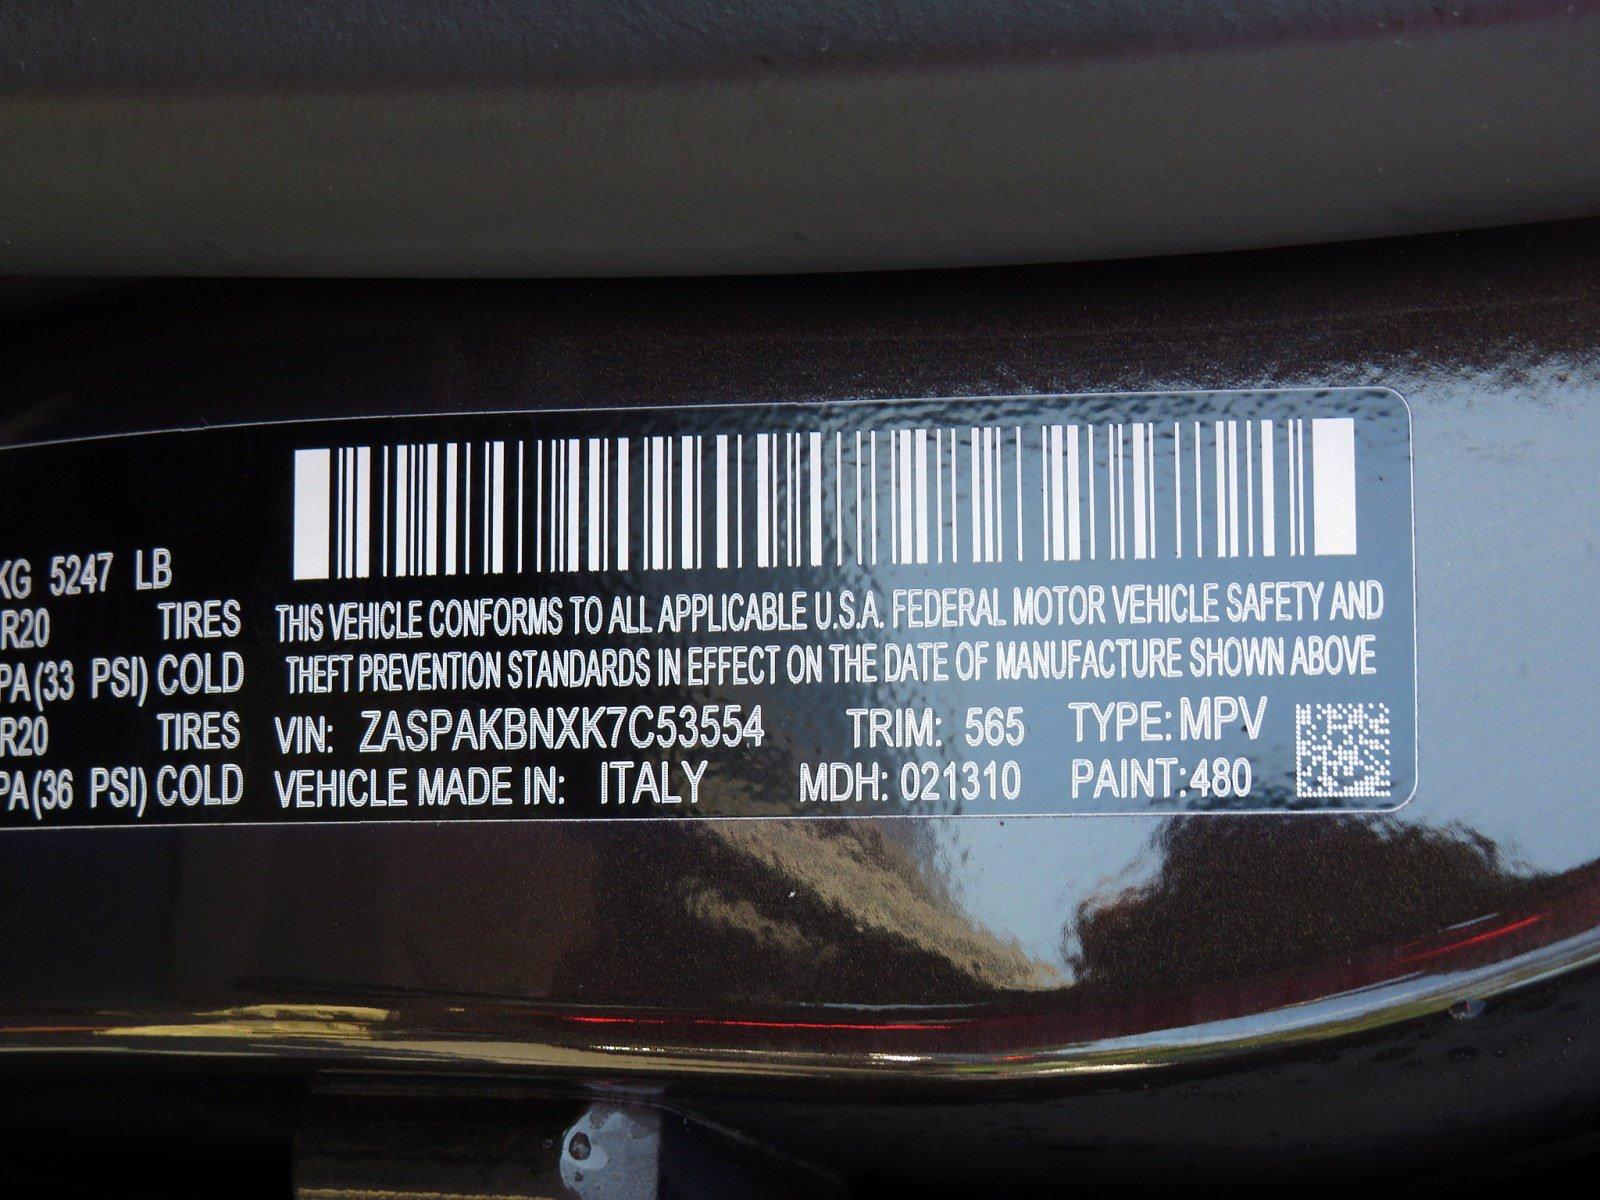 KG 5247 LB
R20 TIRES
PA (33 PSI) COLD
R20 TIRES
PA (36 PSI) COLD
THIS VEHICLE CONFORMS TO ALL APPLICABLE U.S.A. FEDERAL MOTOR VEHICLE SAFETY AND
THEFT PREVENTION STANDARDS IN EFFECT ON THE DATE OF MANUFACTURE SHOWN ABOVE
VIN: ZASPAKBNXK7C53554 TRIM: 565 TYPE: MPV
VEHICLE MADE IN: ITALY MDH: 021310 PAINT:480